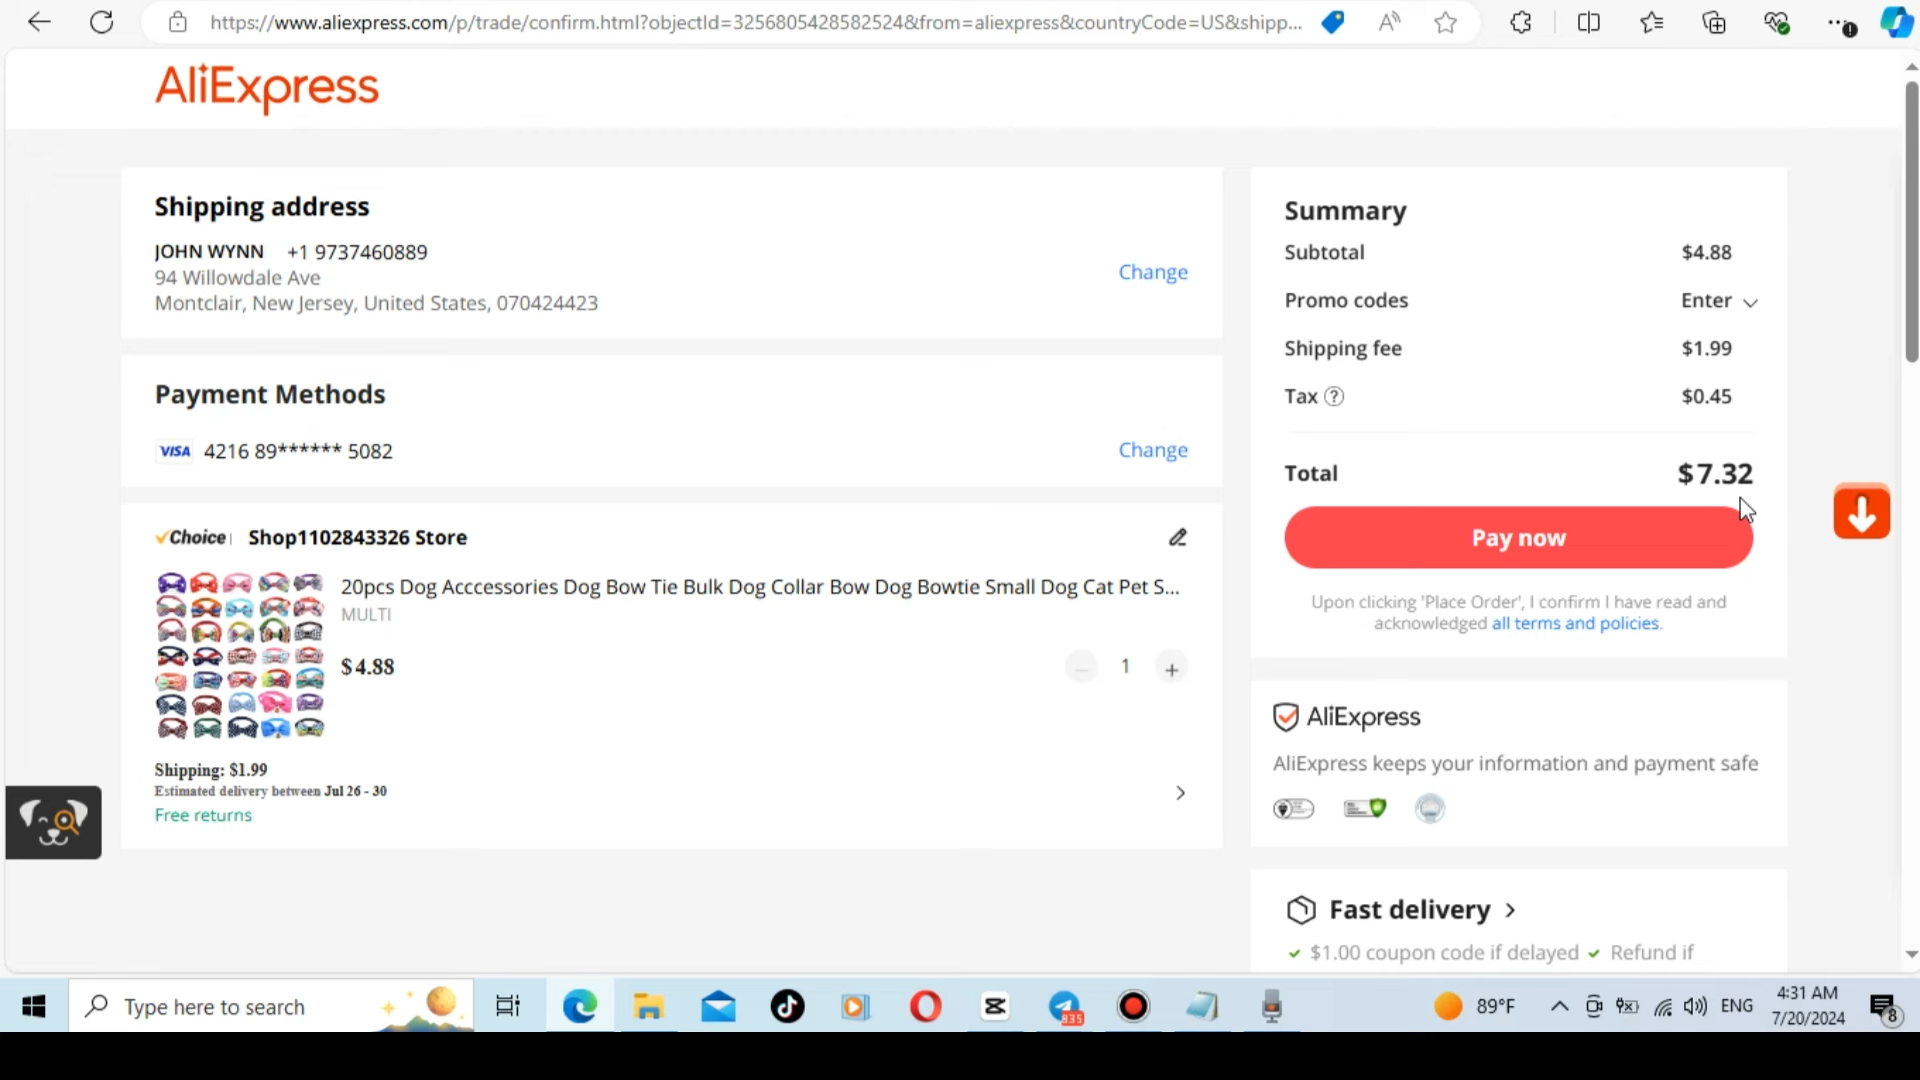 https://www.aliexpress.com/p/trade/confirm.html?objectId=3256805428582524&from=aliexpress&countryCode=US&shipp...
AliExpress
Shipping address
JOHN WYNN +1 9737460889
94 Willowdale Ave
Montclair, New Jersey, United States, 070424423
Change
Payment Methods
VISA 4216 89****** 5082
Change
Choice Shop1102843326 Store
20pcs Dog Acccessories Dog Bow Tie Bulk Dog Collar Bow Dog Bowtie Small Dog Cat Pet S...
MULTI
$4.88
1
Shipping: $1.99
Estimated delivery between Jul 26 - 30
Free returns
Summary
Subtotal $4.88
Promo codes Enter
Shipping fee $1.99
Tax $0.45
Total $7.32
Pay now
Upon clicking 'Place Order', I confirm I have read and
acknowledged all terms and policies.
AliExpress
AliExpress keeps your information and payment safe
Fast delivery
$1.00 coupon code if delayed Refund if
Type here to search
835
89°F
ENG
4:31 AM
7/20/2024
8